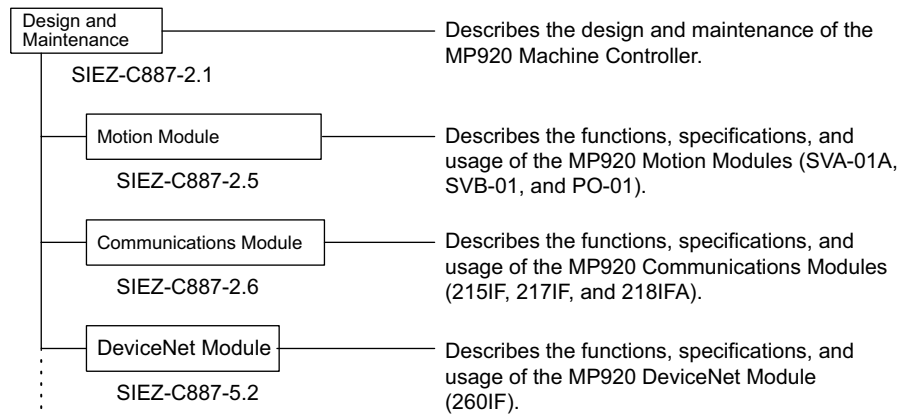 Design and
Maintenance
Describes the design and maintenance of the
MP920 Machine Controller.
SIEZ-C887-2.1
Motion Module
Describes the functions, specifications, and
usage of the MP920 Motion Modules (SVA-01A,
SVB-01, and PO-01).
SIEZ-C887-2.5
Communications Module
Describes the functions, specifications, and
usage of the MP920 Communications Modules
(215IF, 217IF, and 218IFA).
SIEZ-C887-2.6
DeviceNet Module
Describes the functions, specifications, and
usage of the MP920 DeviceNet Module
(260IF).
SIEZ-C887-5.2